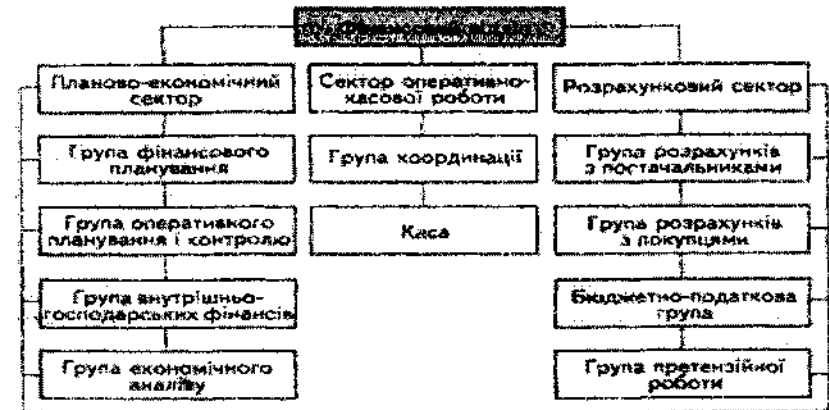 Планово-економічний
сектор
Група фінансового
планування
Група оперативного
планування і контролю
Група внутрішньо-
господарських фінансів
Група економічного
аналізу
Сектор оперативно-
касової роботи
Група координації
Каса
Розрахунковий сектор
Група розрахунків
з постачальниками
Група розрахунків
з покупцями
Бюджетно-податкова
група
Група претензійної
роботи